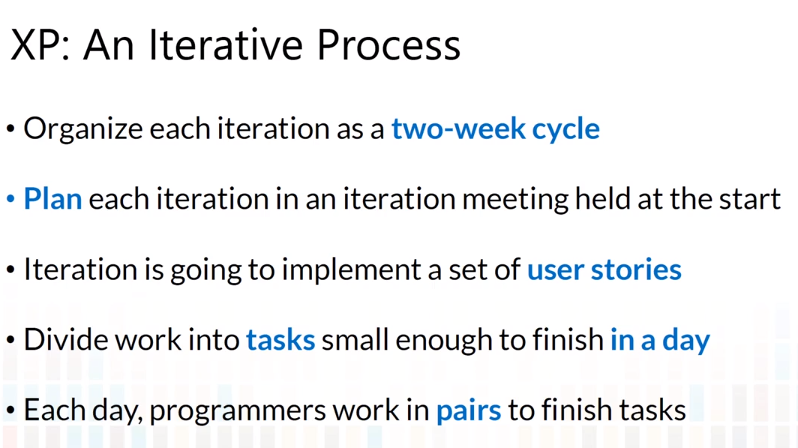 XP: An Iterative Process
• Organize each iteration as a two-week cycle
• Plan each iteration in an iteration meeting held at the start
• Iteration is going to implement a set of user stories
• Divide work into tasks small enough to finish in a day
• Each day, programmers work in pairs to finish tasks